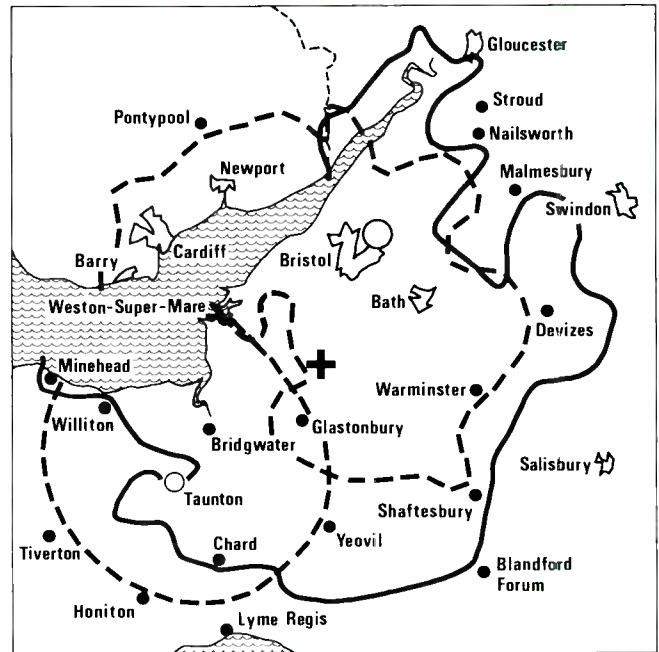 Gloucester
Stroud
Pontypool
Nailsworth
Newport
Malmesbury
Swindon
Cardiff
Barry
Bristol
Bath
Weston-Super-Mare
Devizes
Minehead
Warminster
Williton
Bridgwater
Glastonbury
Salisbury
Taunton
Shaftesbury
Tiverton
Chard
Yeovil
Blandford
Forum
Honiton
Lyme Regis